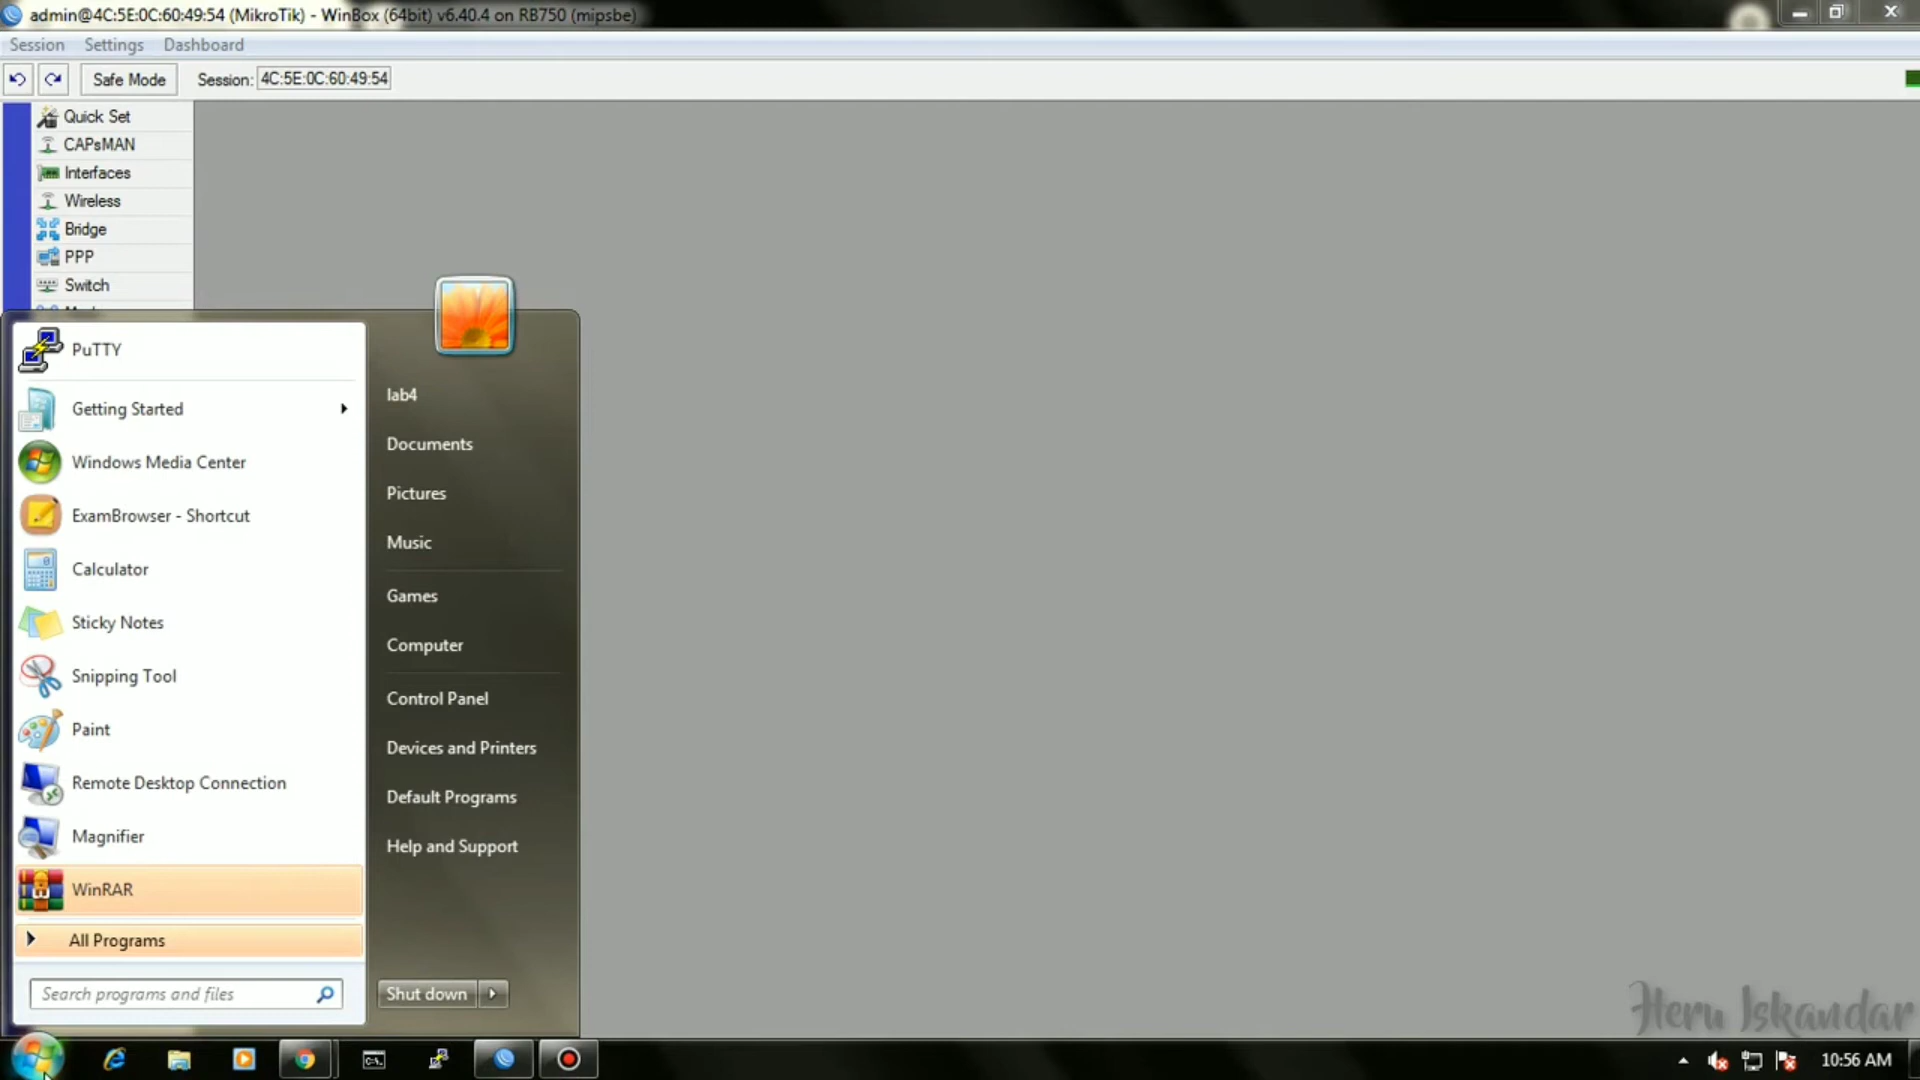 admin@4C:5E:0C:60:49:54 (MikroTik) - WinBox (64bit) v6.40.4 on RB750 (mipsbe)
Session Settings Dashboard
Safe Mode Session: 4C:5E:0C:60:49:54
Quick Set
CAPsMAN
Interfaces
Wireless
Bridge
PPP
Switch
PuTTY
Getting Started
Windows Media Center
ExamBrowser - Shortcut
Calculator
Sticky Notes
Snipping Tool
Paint
Remote Desktop Connection
Magnifier
WinRAR
All Programs
Search programs and files
lab4
Documents
Pictures
Music
Games
Computer
Control Panel
Devices and Printers
Default Programs
Help and Support
Shut down
Heru Iskandar
10:56 AM